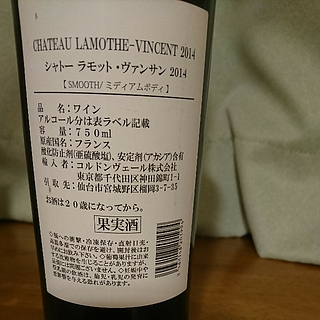 CHATEAU LAMOTHE-VINCENT 2014
シャトー ラモット・ヴァンサン 2014
【 SMOOTH/ ミディアムボディ 】
品 名：ワイン
アルコール分は表ラベル記載
容 量：750ml
原産国名：フランス
酸化防止剤(亜硫酸塩)、安定剤(アカシア)含有
輸 入 者：コルドンヴェール株式会社
東京都千代田区神田錦町1-1
引 取 先：仙台市宮城野区榴岡3-7-35
お酒は20歳になってから。
果実酒